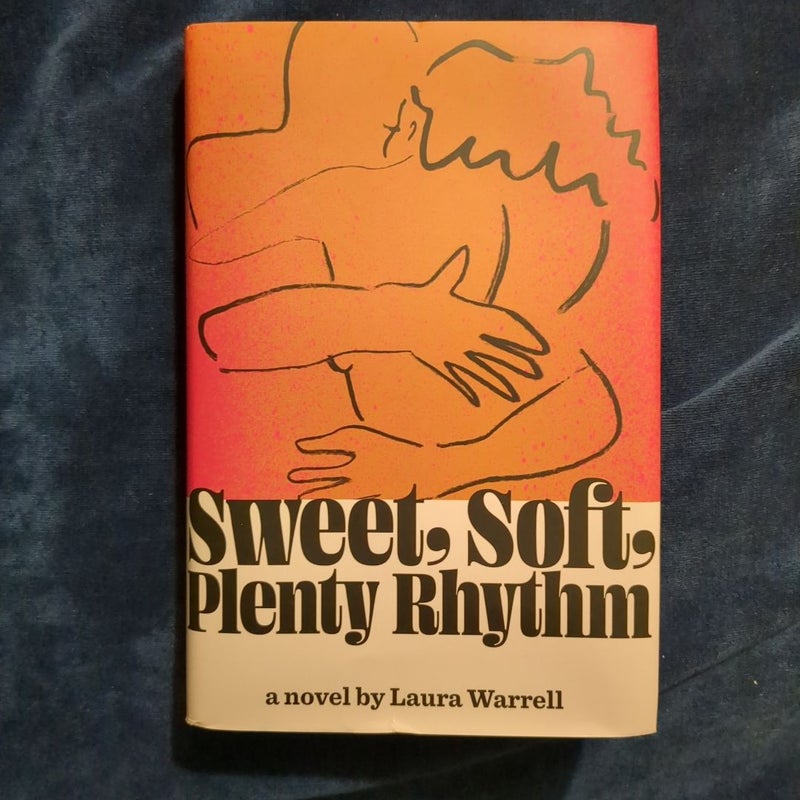 Sweet, Soft,
Plenty Rhythm
a novel by Laura Warrell